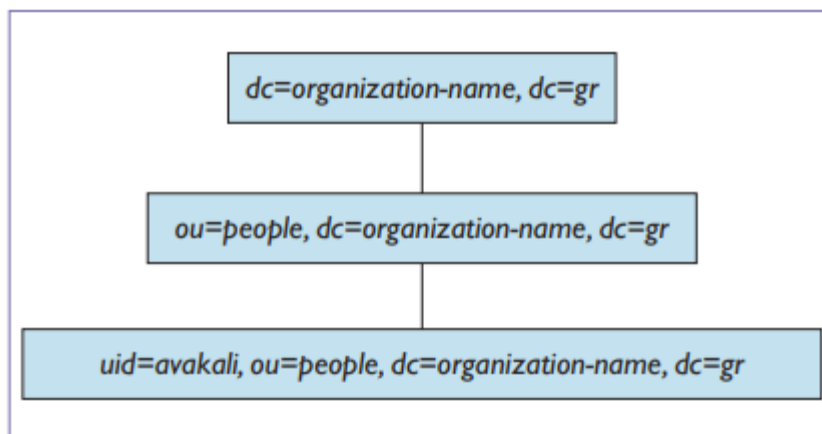 dc=organization-name, dc=gr
ou=people, dc=organization-name, dc=gr
uid=avakali, ou=people, dc=organization-name, dc=gr